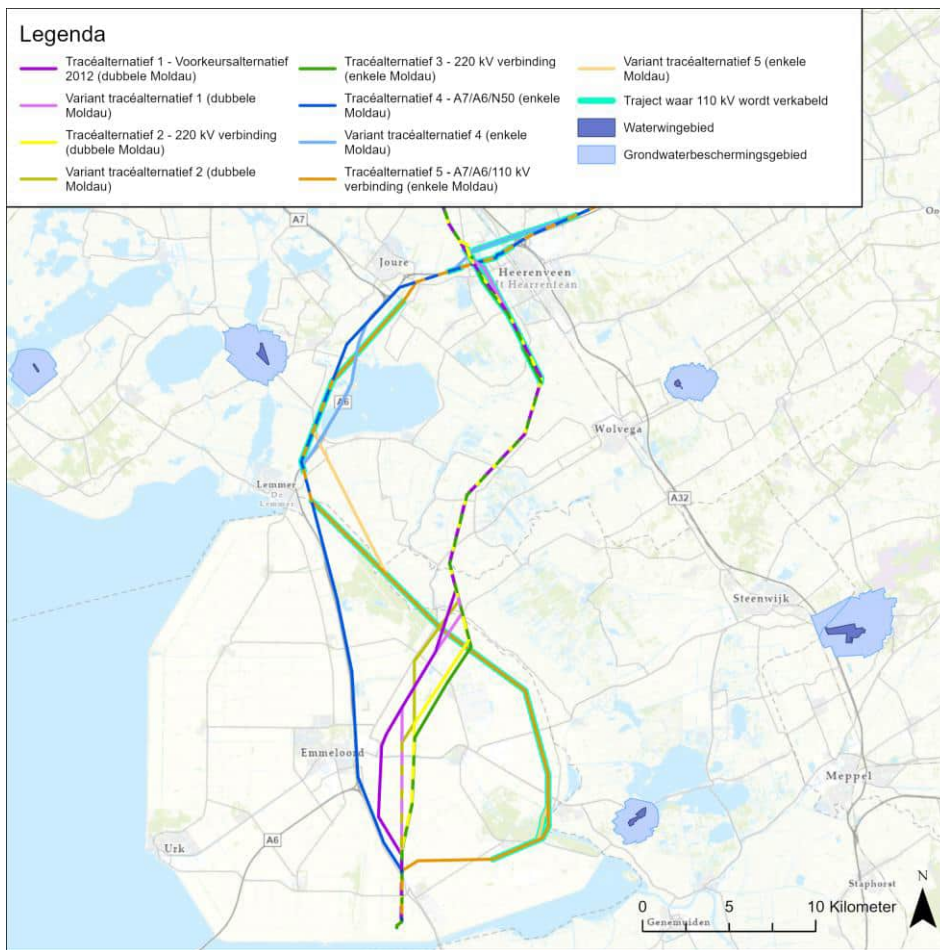 Legenda
Tracéalternatief 1 - Voorkeursalternatief
2012 (dubbele Moldau)
Variant tracéalternatief 1 (dubbele
Moldau)
Tracéalternatief 2 - 220 kV verbinding
(dubbele Moldau)
Variant tracéalternatief 2 (dubbele
Moldau)
Tracéalternatief 3 - 220 kV verbinding
(enkele Moldau)
Tracéalternatief 4 - A7/A6/N50 (enkele
Moldau)
Variant tracéalternatief 4 (enkele
Moldau)
Tracéalternatief 5 - A7/A6/110 kV
verbinding (enkele Moldau)
Variant tracéalternatief 5 (enkele
Moldau)
Traject waar 110 kV wordt verkabeld
Waterwingebied
Grondwaterbeschermingsgebied
A7
Joure
Heerenveen
't Hearrenfean
A6
Wolvega
Lemmer
De
Lemmer
A32
Steenwijk
Emmeloord
Meppel
Urk
A6
Staphorst
Genemuiden
0 5 10 Kilometer
N